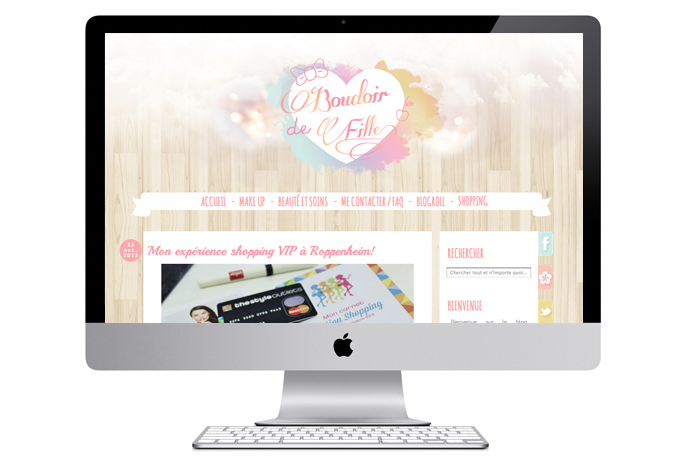 Boudoir
de Fille
ACCUEIL - MAKE UP - BEAUTÉ ET SOINS - ME CONTACTER / FAQ - BLOGROLL - SHOPPING
22
oct.
2013
Mon expérience shopping VIP à Roppenheim!
thestyleoutlets
MasterCard
Mon carnet
Shopping
RECHERCHER
Chercher tout et n'importe quoi...
BIENVENUE
Bienvenue sur le blog